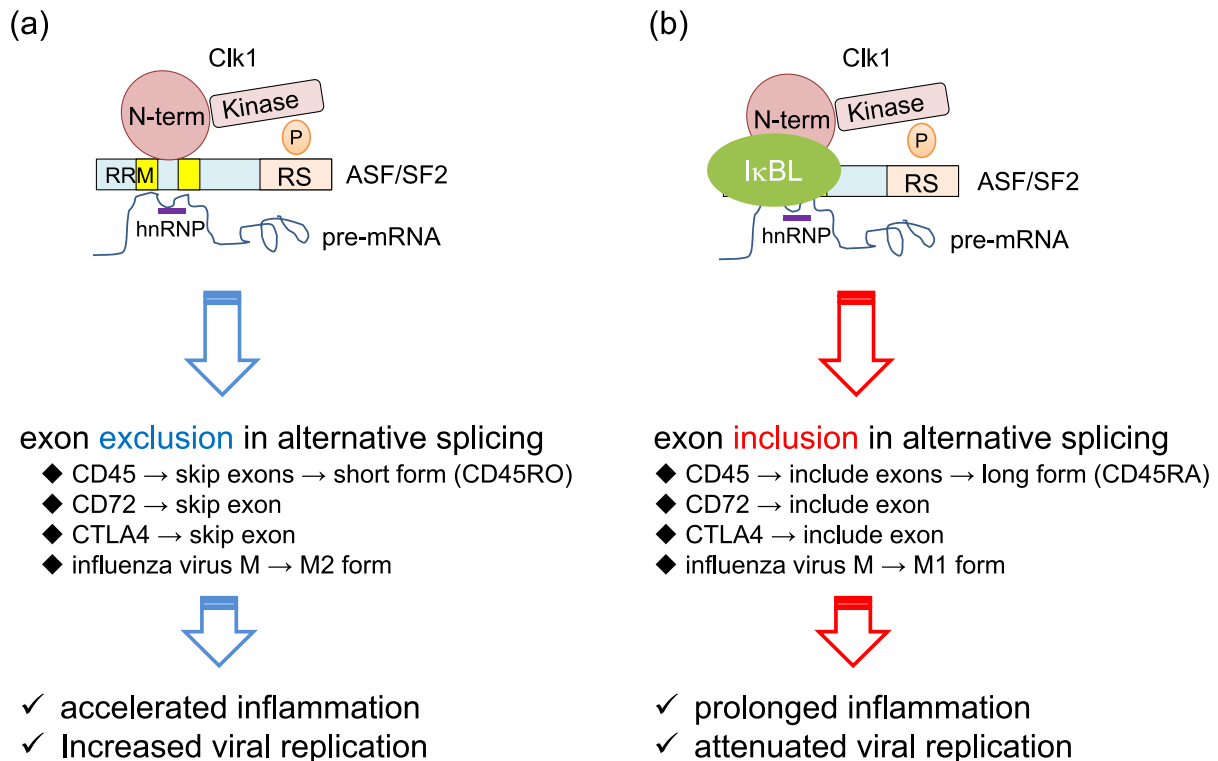 (a)
Clk1
N-term
Kinase
P
RRM
RS
ASF/SF2
hnRNP
pre-mRNA
exon exclusion in alternative splicing
◆ CD45 → skip exons → short form (CD45RO)
◆ CD72 → skip exon
◆ CTLA4 → skip exon
◆ influenza virus M → M2 form
✓ accelerated inflammation
✓ Increased viral replication
(b)
Clk1
N-term
Kinase
P
IκBL
RS
ASF/SF2
hnRNP
pre-mRNA
exon inclusion in alternative splicing
◆ CD45 → include exons → long form (CD45RA)
◆ CD72 → include exon
◆ CTLA4 → include exon
◆ influenza virus M → M1 form
✓ prolonged inflammation
✓ attenuated viral replication